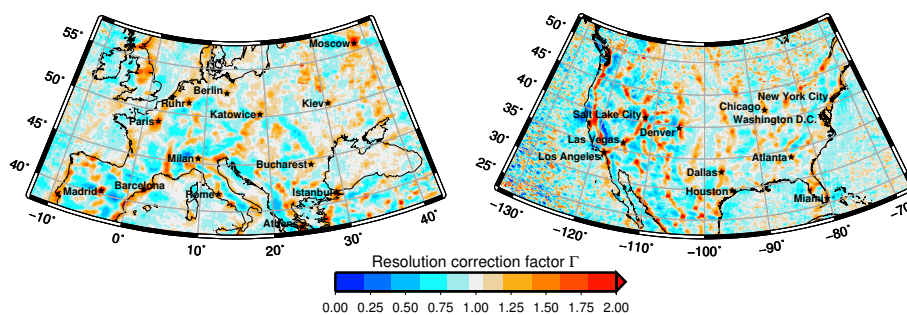 55°
50°
45°
40°
−10°
0°
10°
20°
30°
40°
Moscow
Berlin
Ruhr
Kiev
Katowice
Paris
Milan
Bucharest
Madrid
Barcelona
Rome
Istanbul
Athens
50°
45°
40°
35°
30°
25°
−130°
−120°
−110°
−100°
−90°
−80°
−70°
New York City
Chicago
Salt Lake City
Washington D.C.
Denver
Las Vegas
Los Angeles
Atlanta
Dallas
Houston
Miami
Resolution correction factor Γ
0.00 0.25 0.50 0.75 1.00 1.25 1.50 1.75 2.00